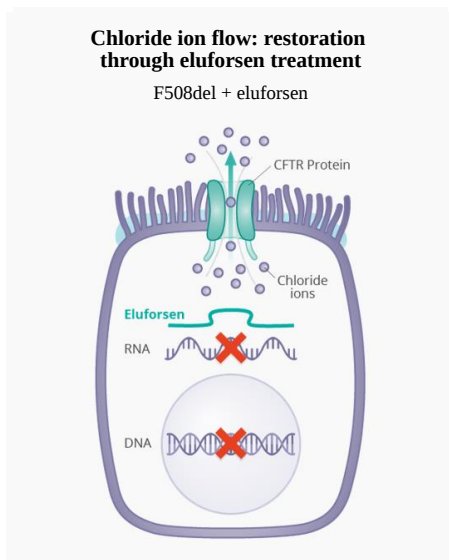 Chloride ion flow: restoration
through eluforsen treatment
F508del + eluforsen
CFTR Protein
Chloride
ions
Eluforsen
RNA
DNA